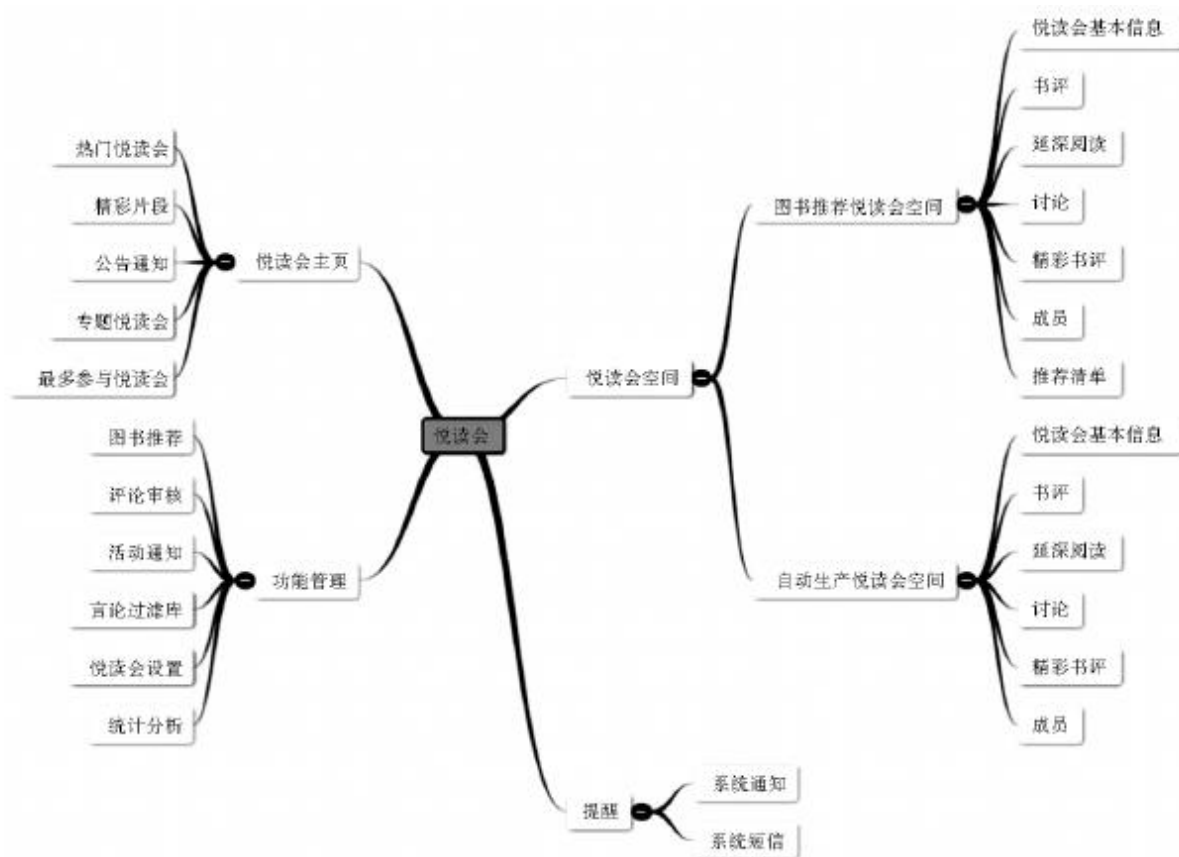 悦读会
悦读会主页
热门悦读会
精彩片段
公告通知
专题悦读会
最多参与悦读会
功能管理
图书推荐
评论审核
活动通知
言论过滤库
悦读会设置
统计分析
悦读会空间
图书推荐悦读会空间
悦读会基本信息
书评
延深阅读
讨论
精彩书评
成员
推荐清单
自动生产悦读会空间
悦读会基本信息
书评
延深阅读
讨论
精彩书评
成员
提醒
系统通知
系统短信